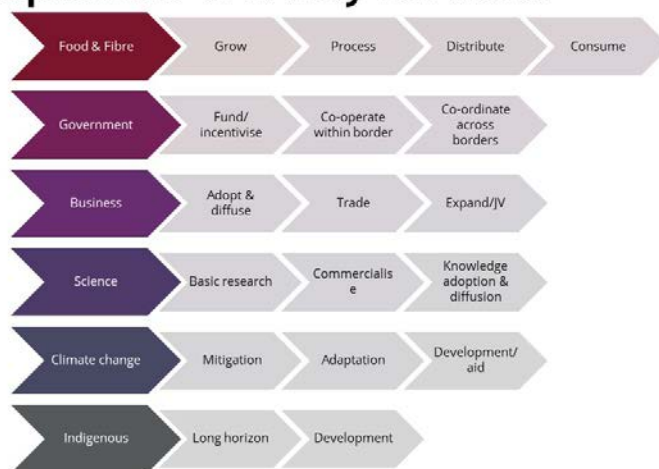 Food & Fibre
Grow
Process
Distribute
Consume
Government
Fund/
incentivise
Co-operate
within border
Co-ordinate
across
borders
Business
Adopt &
diffuse
Trade
Expand/JV
Science
Basic research
Commercialis
e
Knowledge
adoption &
diffusion
Climate change
Mitigation
Adaptation
Development/
aid
Indigenous
Long horizon
Development